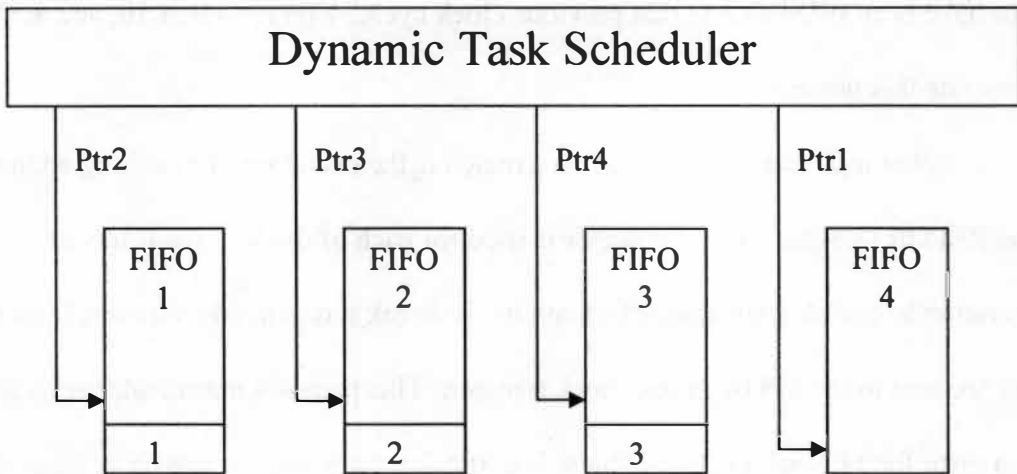 Dynamic Task Scheduler
Ptr2 Ptr3 Ptr4 Ptr1
FIFO FIFO FIFO FIFO
1 2 3 4
1 2 3